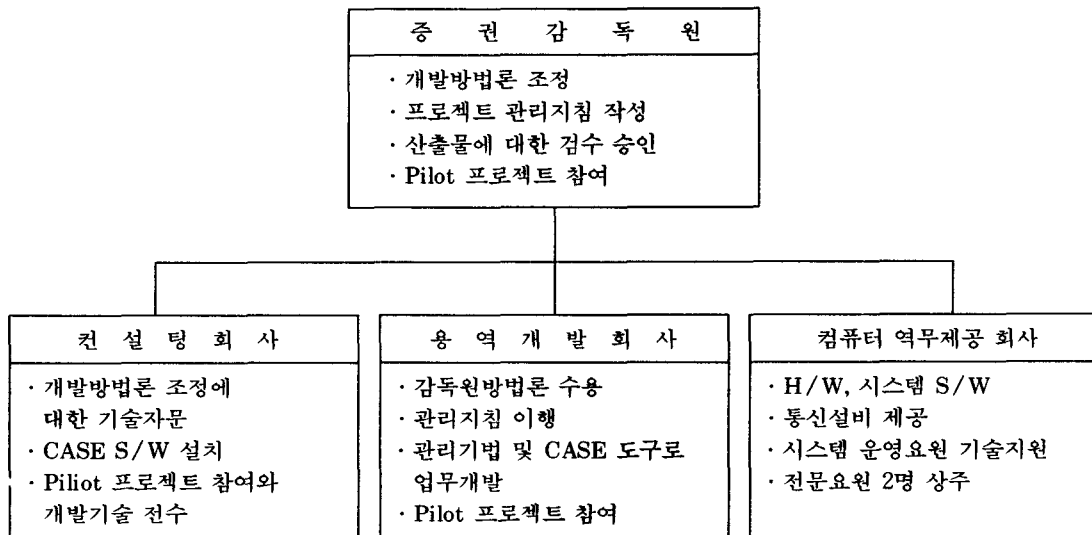 증 권 감 독 원
· 개발방법론 조정
· 프로젝트 관리지침 작성
· 산출물에 대한 검수 승인
· Pilot 프로젝트 참여
컨 설 팅 회 사
· 개발방법론 조정에
대한 기술자문
· CASE S/W 설치
· Piliot 프로젝트 참여와
개발기술 전수
용 역 개 발 회 사
· 감독원방법론 수용
· 관리지침 이행
· 관리기법 및 CASE 도구로
업무개발
· Pilot 프로젝트 참여
컴퓨터 역무제공 회사
· H/W, 시스템 S/W
· 통신설비 제공
· 시스템 운영요원 기술지원
· 전문요원 2명 상주